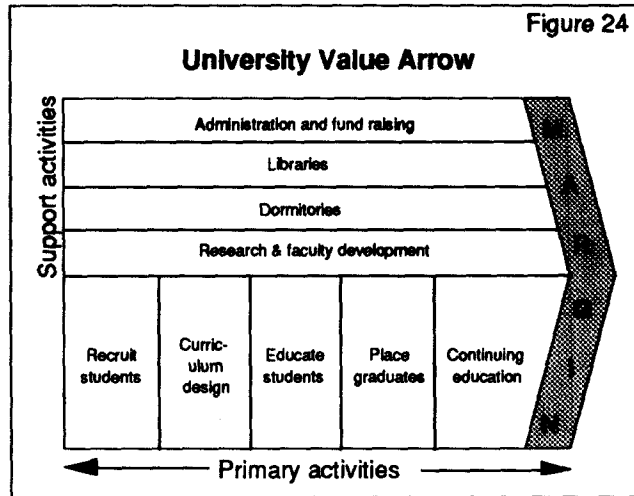 Figure 24
University Value Arrow
Support activities
Administration and fund raising
Libraries
Dormitories
Research & faculty development
Recruit
students
Curric-
ulum
design
Educate
students
Place
graduates
Continuing
education
M
A
R
G
I
N
Primary activities